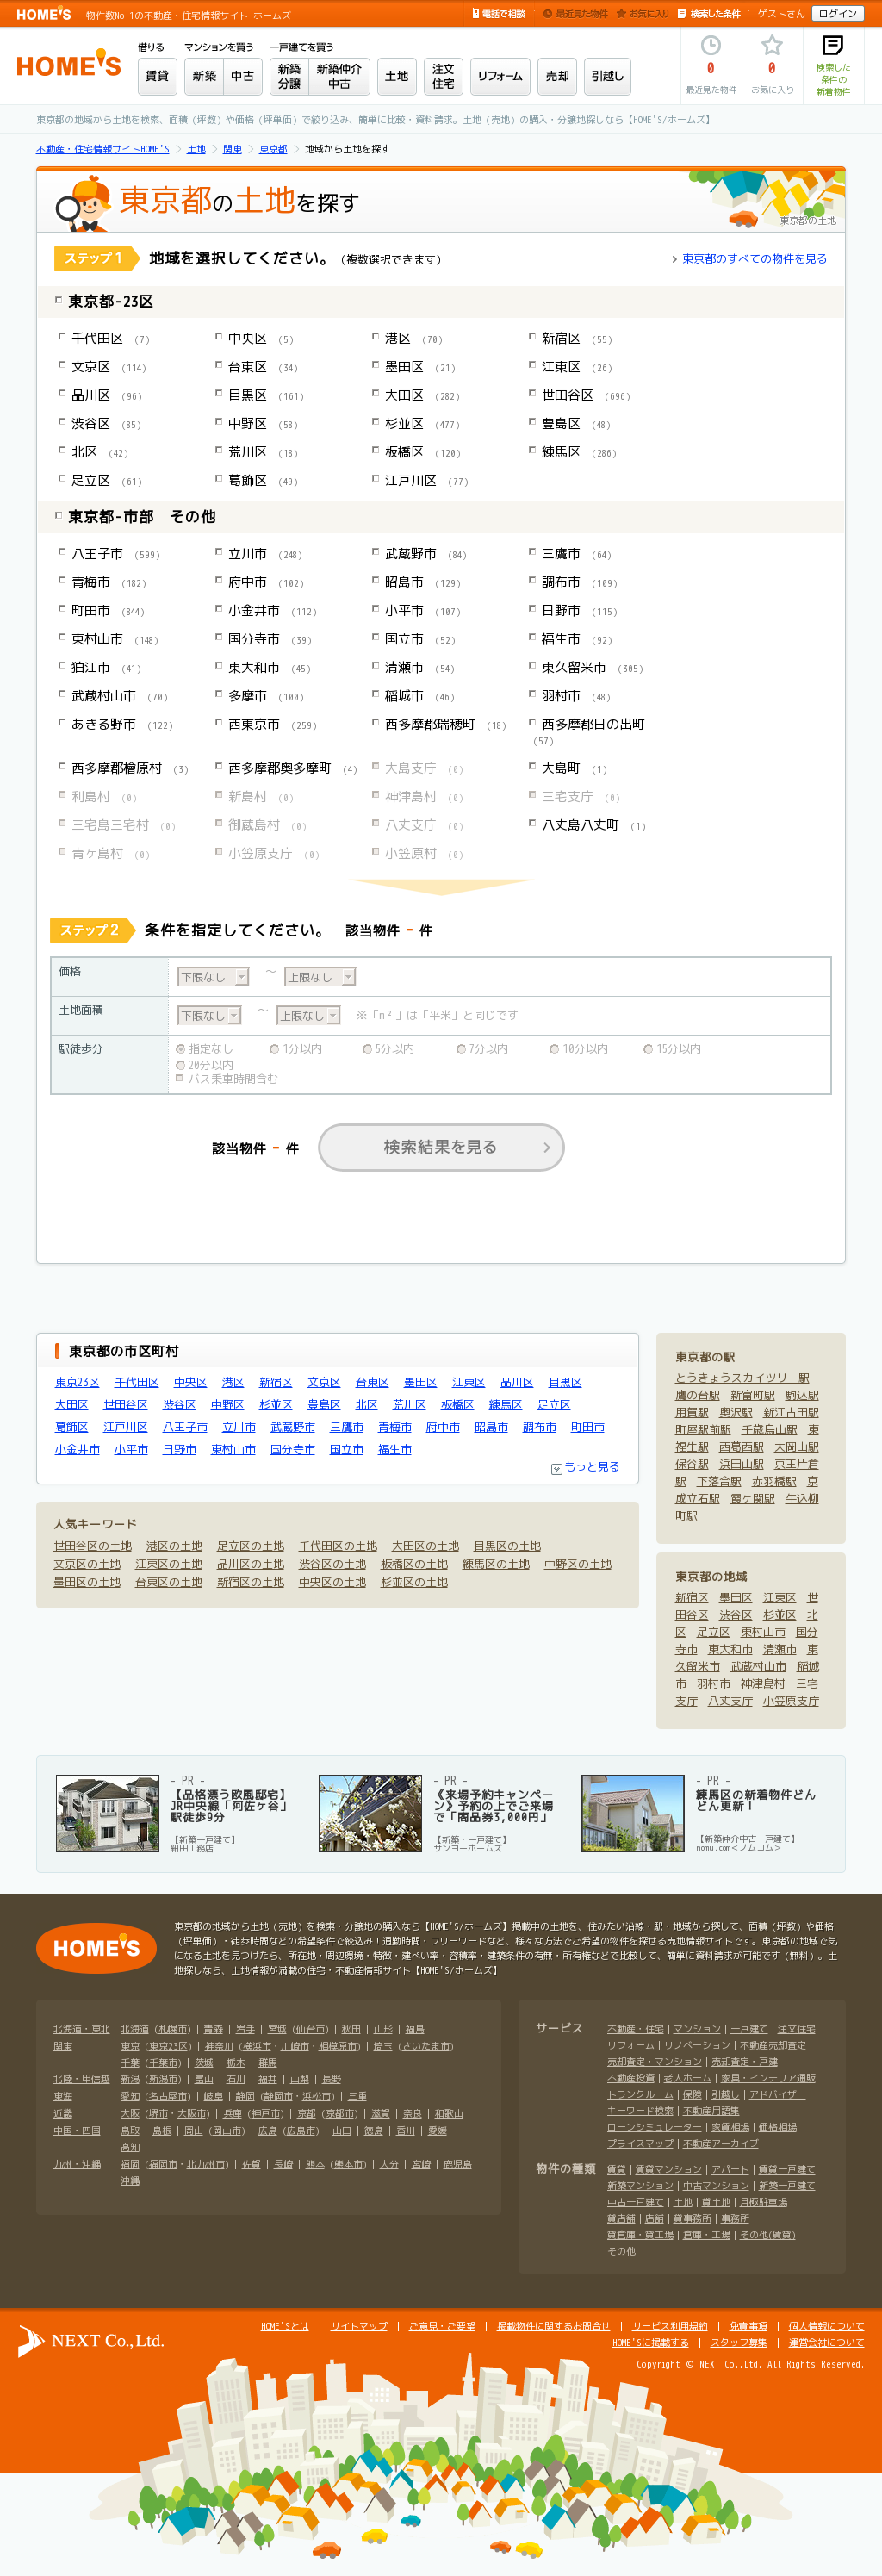 HOME'S 物件数No.1の不動産・住宅情報サイト ホームズ 電話で相談 最近見た物件 お気に入り 検索した条件 ゲストさん ログイン
HOME'S
借りる マンションを買う 一戸建てを買う
賃貸 新築 中古 新築分譲 新築仲介中古 土地 注文住宅 リフォーム 売却 引越し
0 最近見た物件
0 お気に入り
検索した条件の新着物件
東京都の地域から土地を検索、面積(坪数)や価格(坪単価)で絞り込み、簡単に比較・資料請求。土地(売地)の購入・分譲地探しなら【HOME'S/ホームズ】
不動産・住宅情報サイトHOME'S 土地 関東 東京都 地域から土地を探す
東京都の土地を探す
東京都の土地
ステップ1 地域を選択してください。(複数選択できます) 東京都のすべての物件を見る
東京都-23区
千代田区 (7) 中央区 (5) 港区 (70) 新宿区 (55)
文京区 (114) 台東区 (34) 墨田区 (21) 江東区 (26)
品川区 (96) 目黒区 (161) 大田区 (282) 世田谷区 (696)
渋谷区 (85) 中野区 (58) 杉並区 (477) 豊島区 (48)
北区 (42) 荒川区 (18) 板橋区 (120) 練馬区 (286)
足立区 (61) 葛飾区 (49) 江戸川区 (77)
東京都-市部 その他
八王子市 (599) 立川市 (248) 武蔵野市 (84) 三鷹市 (64)
青梅市 (182) 府中市 (102) 昭島市 (129) 調布市 (109)
町田市 (844) 小金井市 (112) 小平市 (107) 日野市 (115)
東村山市 (148) 国分寺市 (39) 国立市 (52) 福生市 (92)
狛江市 (41) 東大和市 (45) 清瀬市 (54) 東久留米市 (305)
武蔵村山市 (70) 多摩市 (100) 稲城市 (46) 羽村市 (48)
あきる野市 (122) 西東京市 (259) 西多摩郡瑞穂町 (18) 西多摩郡日の出町
(57)
西多摩郡檜原村 (3) 西多摩郡奥多摩町 (4) 大島支庁 (0) 大島町 (1)
利島村 (0) 新島村 (0) 神津島村 (0) 三宅支庁 (0)
三宅島三宅村 (0) 御蔵島村 (0) 八丈支庁 (0) 八丈島八丈町 (1)
青ヶ島村 (0) 小笠原支庁 (0) 小笠原村 (0)
ステップ2 条件を指定してください。 該当物件 - 件
価格 下限なし ～ 上限なし
土地面積 下限なし ～ 上限なし ※「m²」は「平米」と同じです
駅徒歩分 指定なし 1分以内 5分以内 7分以内 10分以内 15分以内
20分以内
バス乗車時間含む
該当物件 - 件 検索結果を見る
東京都の市区町村
東京23区 千代田区 中央区 港区 新宿区 文京区 台東区 墨田区 江東区 品川区 目黒区
大田区 世田谷区 渋谷区 中野区 杉並区 豊島区 北区 荒川区 板橋区 練馬区 足立区
葛飾区 江戸川区 八王子市 立川市 武蔵野市 三鷹市 青梅市 府中市 昭島市 調布市 町田市
小金井市 小平市 日野市 東村山市 国分寺市 国立市 福生市
もっと見る
人気キーワード
世田谷区の土地 港区の土地 足立区の土地 千代田区の土地 大田区の土地 目黒区の土地
文京区の土地 江東区の土地 品川区の土地 渋谷区の土地 板橋区の土地 練馬区の土地 中野区の土地
墨田区の土地 台東区の土地 新宿区の土地 中央区の土地 杉並区の土地
東京都の駅
とうきょうスカイツリー駅
鷹の台駅 新富町駅 駒込駅
用賀駅 奥沢駅 新江古田駅
町屋駅前駅 千歳烏山駅 東
福生駅 西葛西駅 大岡山駅
保谷駅 浜田山駅 京王片倉
駅 下落合駅 赤羽橋駅 京
成立石駅 霞ヶ関駅 牛込柳
町駅
東京都の地域
新宿区 墨田区 江東区 世
田谷区 渋谷区 杉並区 北
区 足立区 東村山市 国分
寺市 東大和市 清瀬市 東
久留米市 武蔵村山市 稲城
市 羽村市 神津島村 三宅
支庁 八丈支庁 小笠原支庁
- PR -
【品格漂う欧風邸宅】
JR中央線「阿佐ヶ谷」
駅徒歩9分
【新築一戸建て】
細田工務店
- PR -
《来場予約キャンペー
ン》予約の上でご来場
で「商品券3,000円」
【新築・一戸建て】
サンヨーホームズ
- PR -
練馬区の新着物件どん
どん更新!
【新築仲介中古一戸建て】
nomu.com＜ノムコム＞
HOME'S
東京都の地域から土地(売地)を検索・分譲地の購入なら【HOME'S/ホームズ】掲載中の土地を、住みたい沿線・駅・地域から探して、面積(坪数)や価格
(坪単価)・徒歩時間などの希望条件で絞込み!通勤時間・フリーワードなど、様々な方法でご希望の物件を探せる売地情報サイトです。東京都の地域で気
になる土地を見つけたら、所在地・周辺環境・特徴・建ぺい率・容積率・建築条件の有無・所有権などで比較して、簡単に資料請求が可能です(無料)。土
地探しなら、土地情報が満載の住宅・不動産情報サイト【HOME'S/ホームズ】
北海道・東北 北海道 (札幌市) | 青森 | 岩手 | 宮城 (仙台市) | 秋田 | 山形 | 福島
関東 東京 (東京23区) | 神奈川 (横浜市・川崎市・相模原市) | 埼玉 (さいたま市)
千葉 (千葉市) | 茨城 | 栃木 | 群馬
北陸・甲信越 新潟 (新潟市) | 富山 | 石川 | 福井 | 山梨 | 長野
東海 愛知 (名古屋市) | 岐阜 | 静岡 (静岡市・浜松市) | 三重
近畿 大阪 (堺市・大阪市) | 兵庫 (神戸市) | 京都 (京都市) | 滋賀 | 奈良 | 和歌山
中国・四国 鳥取 | 島根 | 岡山 (岡山市) | 広島 (広島市) | 山口 | 徳島 | 香川 | 愛媛
高知
九州・沖縄 福岡 (福岡市・北九州市) | 佐賀 | 長崎 | 熊本 (熊本市) | 大分 | 宮崎 | 鹿児島
沖縄
サービス 不動産・住宅 | マンション | 一戸建て | 注文住宅
リフォーム | リノベーション | 不動産売却査定
売却査定・マンション | 売却査定・戸建
不動産投資 | 老人ホーム | 家具・インテリア通販
トランクルーム | 保険 | 引越し | アドバイザー
キーワード検索 | 不動産用語集
ローンシミュレーター | 家賃相場 | 価格相場
プライスマップ | 不動産アーカイブ
物件の種類 賃貸 | 賃貸マンション | アパート | 賃貸一戸建て
新築マンション | 中古マンション | 新築一戸建て
中古一戸建て | 土地 | 貸土地 | 月極駐車場
貸店舗 | 店舗 | 貸事務所 | 事務所
貸倉庫・貸工場 | 倉庫・工場 | その他(賃貸)
その他
NEXT Co., Ltd.
HOME'Sとは | サイトマップ | ご意見・ご要望 | 掲載物件に関するお問合せ | サービス利用規約 | 免責事項 | 個人情報について
HOME'Sに掲載する | スタッフ募集 | 運営会社について
Copyright © NEXT Co.,Ltd. All Rights Reserved.